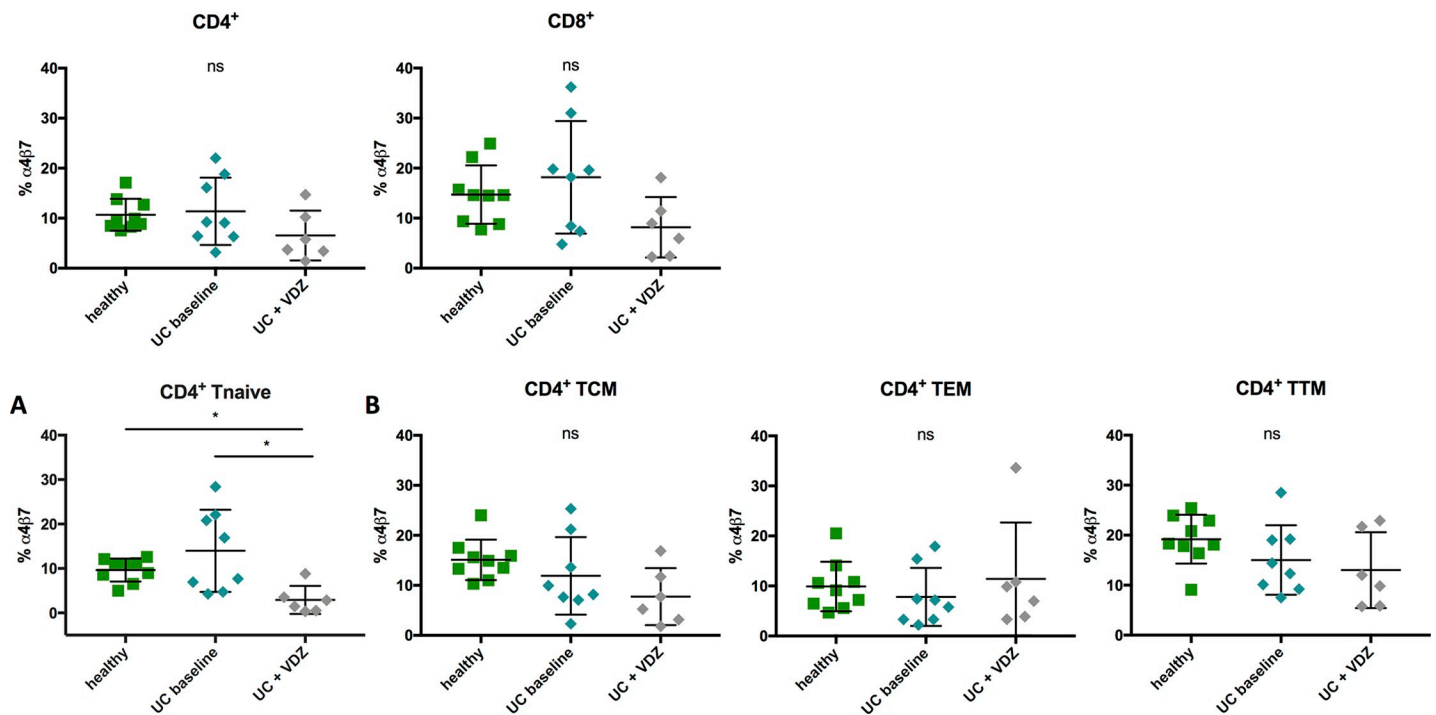 CD4⁺
ns
40
30
20
10
0
% α4β7
healthy
UC baseline
UC + VDZ
CD8⁺
ns
40
30
20
10
0
% α4β7
healthy
UC baseline
UC + VDZ
A
CD4⁺ Tnaive
*
*
40
30
20
10
0
% α4β7
healthy
UC baseline
UC + VDZ
B
CD4⁺ TCM
ns
40
30
20
10
0
% α4β7
healthy
UC baseline
UC + VDZ
CD4⁺ TEM
ns
40
30
20
10
0
% α4β7
healthy
UC baseline
UC + VDZ
CD4⁺ TTM
ns
40
30
20
10
0
% α4β7
healthy
UC baseline
UC + VDZ